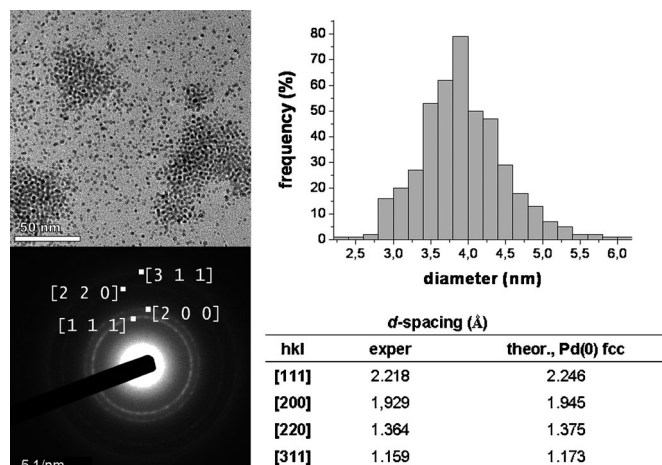 50 nm
[3 1 1]
[2 2 0]
[2 0 0]
[1 1 1]
5 1/nm
frequency (%)
80
70
60
50
40
30
20
10
0
2,5 3,0 3,5 4,0 4,5 5,0 5,5 6,0
diameter (nm)
d-spacing (Å)
hkl exper theor., Pd(0) fcc
[111] 2.218 2.246
[200] 1,929 1.945
[220] 1.364 1.375
[311] 1.159 1.173